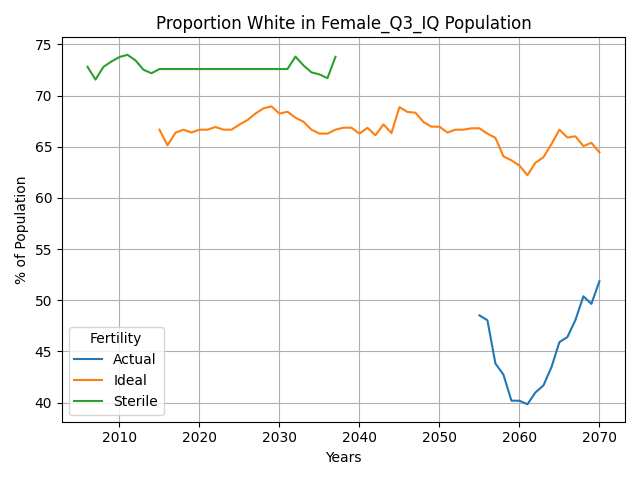 Proportion White in Female_Q3_IQ Population
% of Population
75
70
65
60
55
50
45
40
Fertility
Actual
Ideal
Sterile
2010 2020 2030 2040 2050 2060 2070
Years